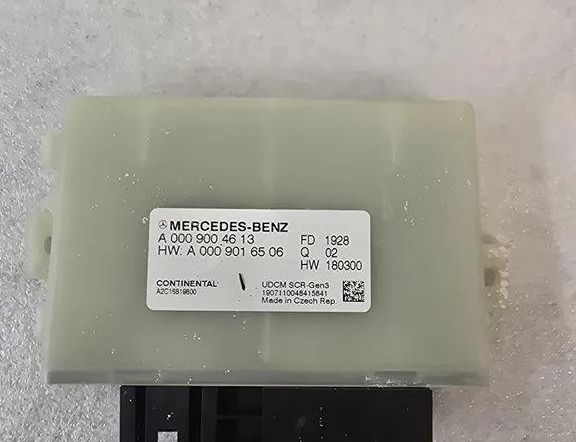 MERCEDES-BENZ
A 000 900 46 13 FD 1928
HW: A 000 901 65 06 Q 02
HW 180300
CONTINENTAL UDCM SCR-Gen3
A2C15819800 1907110048415841
Made in Czech Rep.